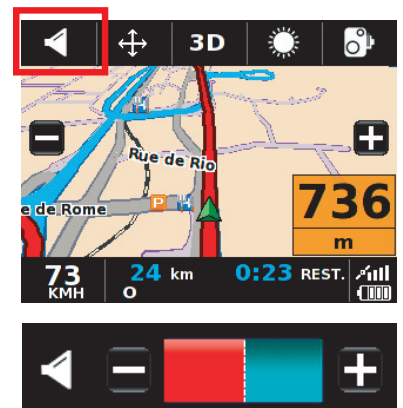 3D
Rue de Rio
e de Rome
P
736
m
73 24 km 0:23 REST.
KMH O